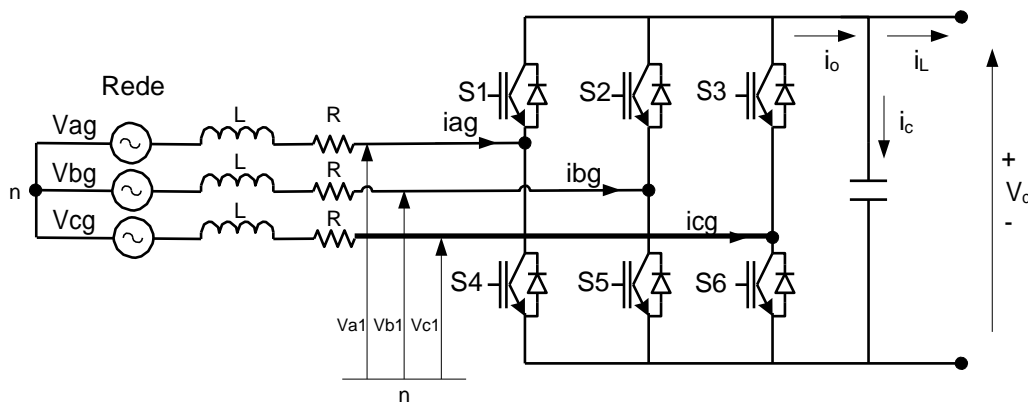 Rede
Vag
L
R
iag
Vbg
L
R
ibg
Vcg
L
R
icg
n
S1
S2
S3
S4
S5
S6
Va1
Vb1
Vc1
n
io
iL
ic
+
Vc
-